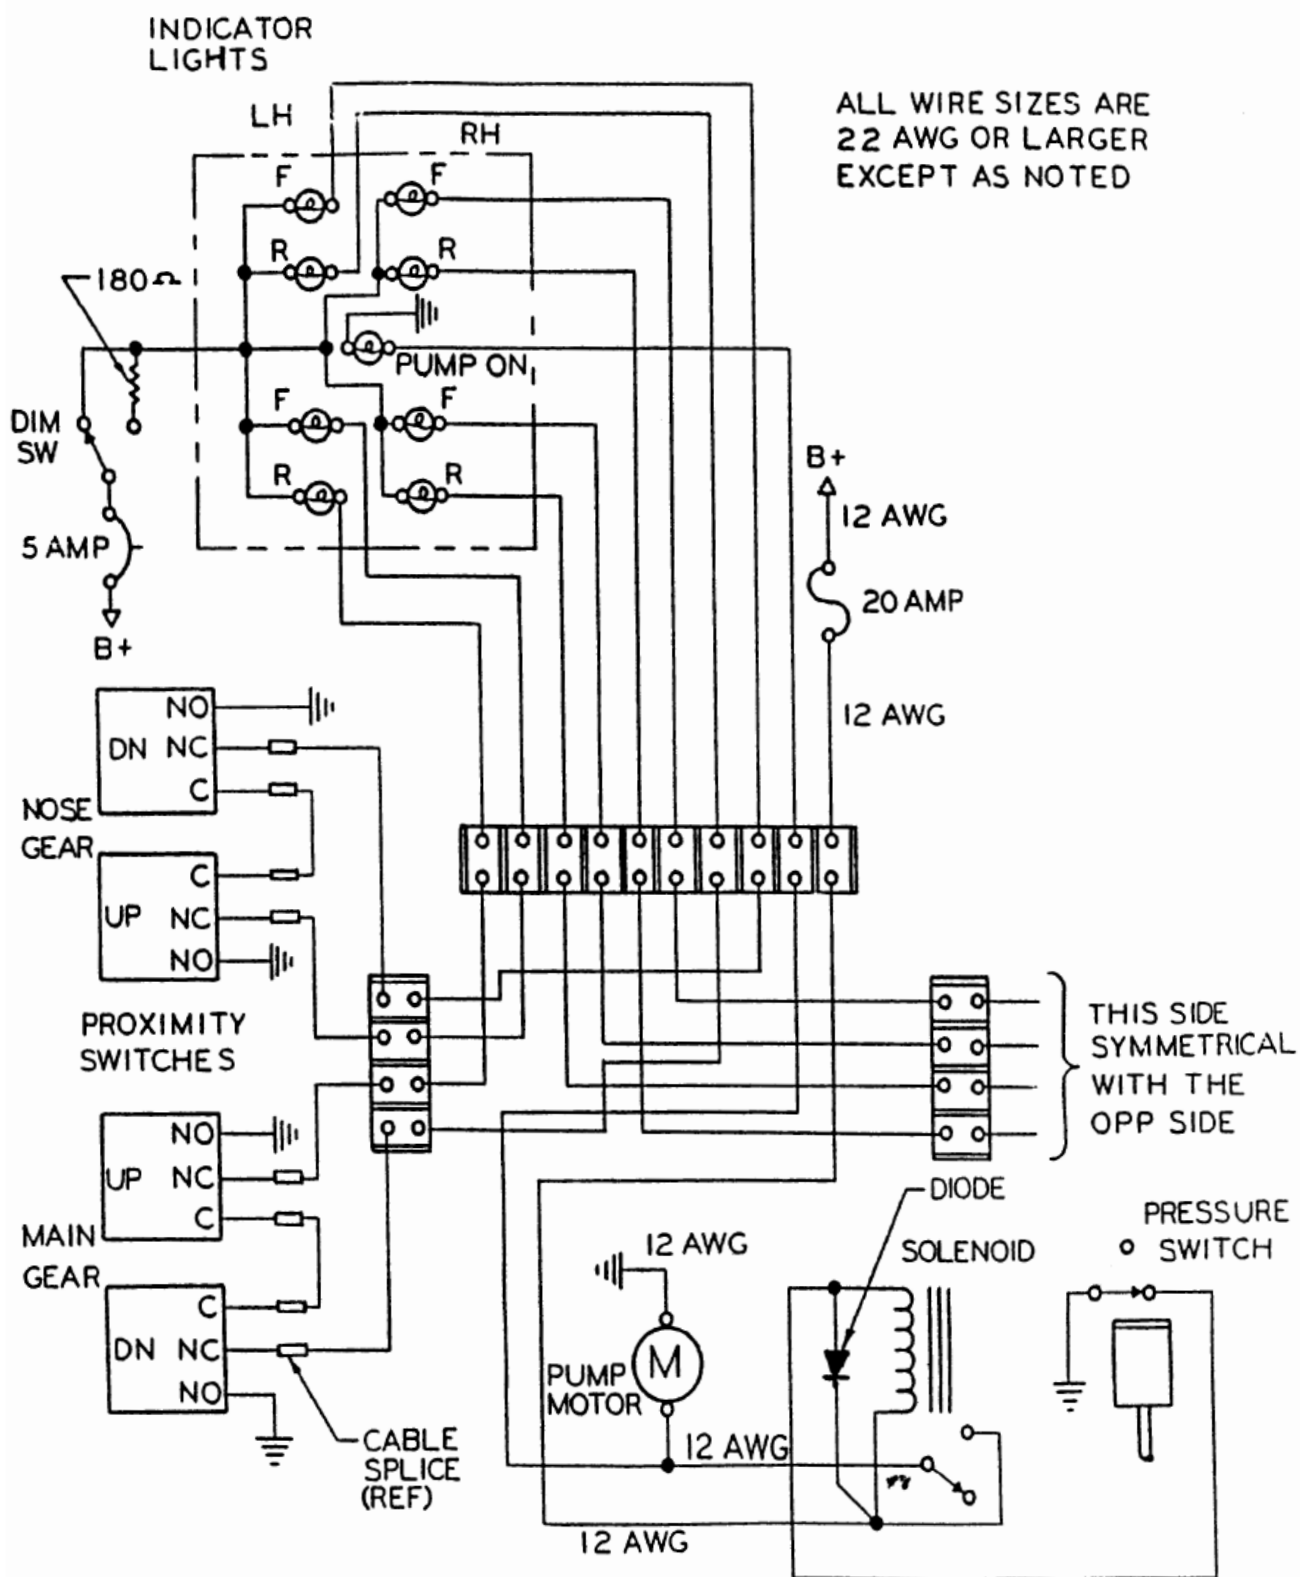 INDICATOR
LIGHTS
LH
RH
ALL WIRE SIZES ARE
22 AWG OR LARGER
EXCEPT AS NOTED
F
F
R
R
180Ω
PUMP ON
F
F
DIM
SW
R
R
B+
12 AWG
5 AMP
20 AMP
B+
12 AWG
NO
DN NC
C
NOSE
GEAR
C
UP NC
NO
PROXIMITY
SWITCHES
THIS SIDE
SYMMETRICAL
WITH THE
OPP SIDE
NO
UP NC
C
MAIN
GEAR
C
DN NC
NO
CABLE
SPLICE
(REF)
12 AWG
PUMP
MOTOR
M
12 AWG
12 AWG
DIODE
SOLENOID
PRESSURE
SWITCH